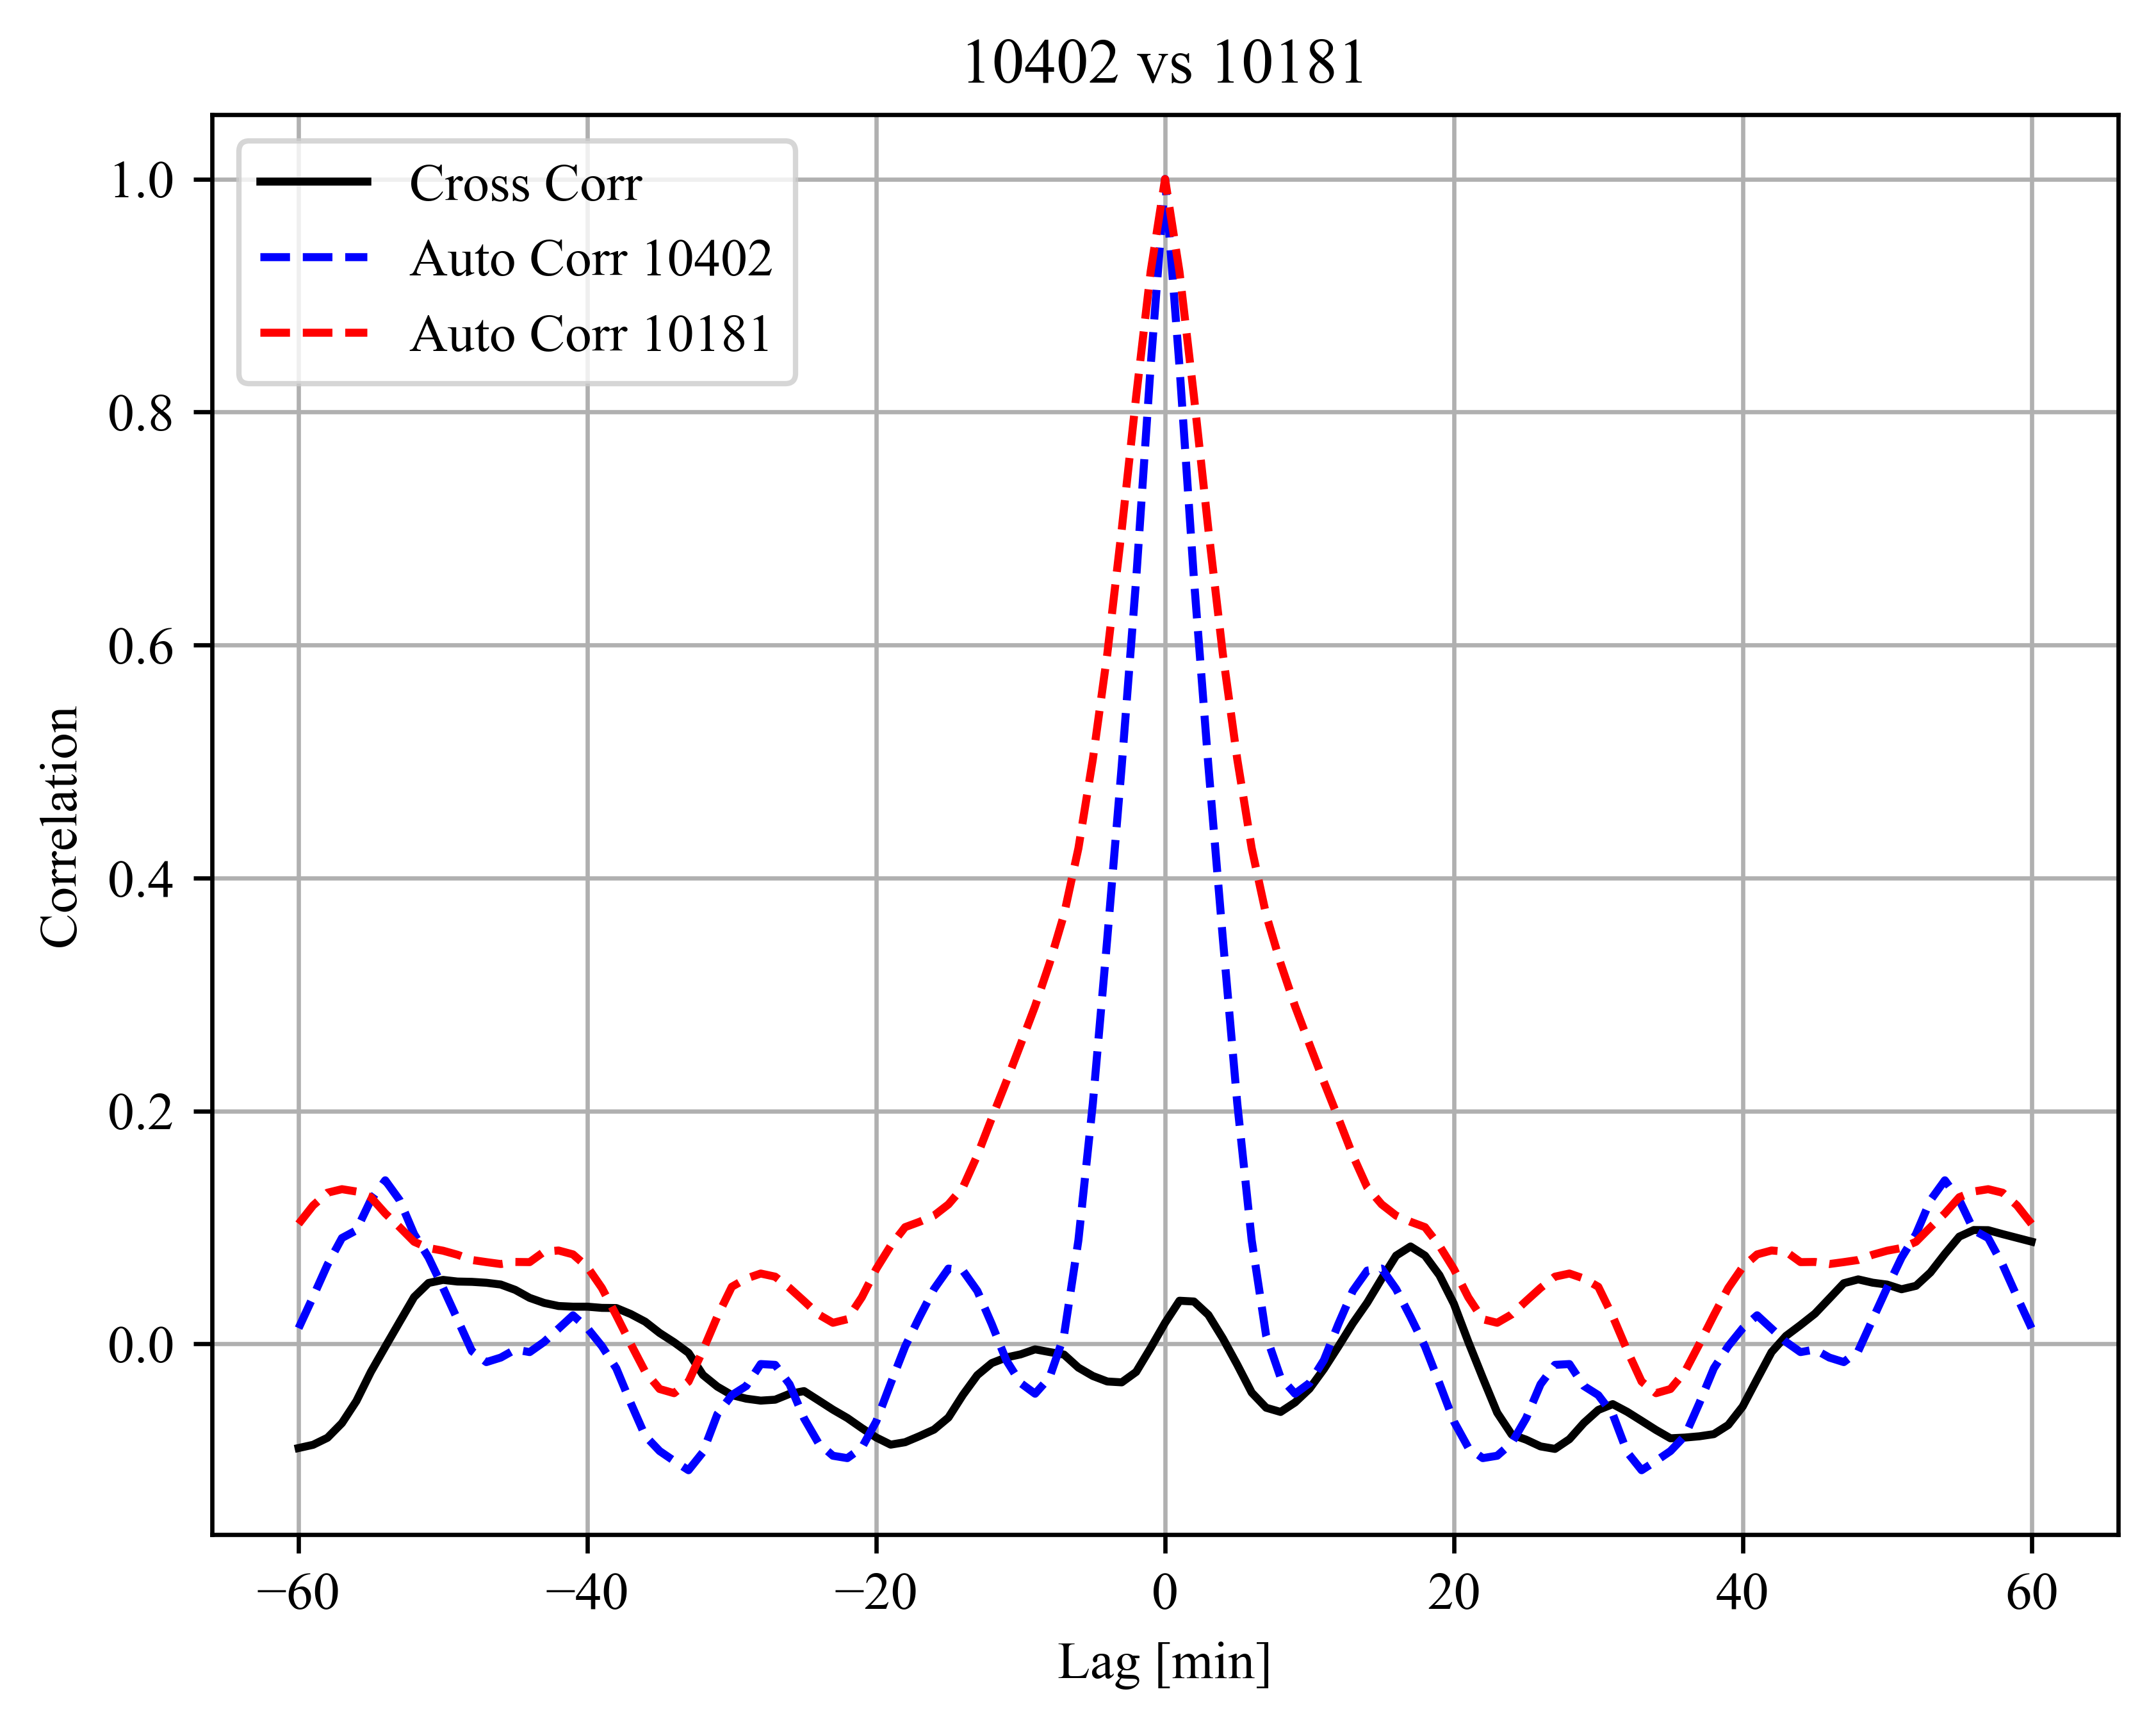 10402 vs 10181
Cross Corr
Auto Corr 10402
Auto Corr 10181
1.0
0.8
0.6
0.4
0.2
0.0
Correlation
−60 −40 −20 0 20 40 60
Lag [min]